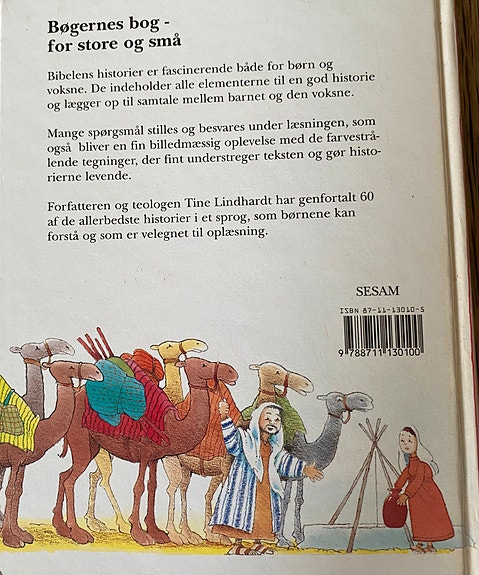 Bøgernes bog -
for store og små
Bibelens historier er fascinerende både for børn og
voksne. De indeholder alle elementerne til en god historie
og lægger op til samtale mellem barnet og den voksne.
Mange spørgsmål stilles og besvares under læsningen, som
også bliver en fin billedmæssig oplevelse med de farvestrå-
lende tegninger, der fint understreger teksten og gør histo-
rierne levende.
Forfatteren og teologen Tine Lindhardt har genfortalt 60
af de allerbedste historier i et sprog, som børnene kan
forstå og som er velegnet til oplæsning.
SESAM
ISBN 87-11-13010-5
9 788711 130100